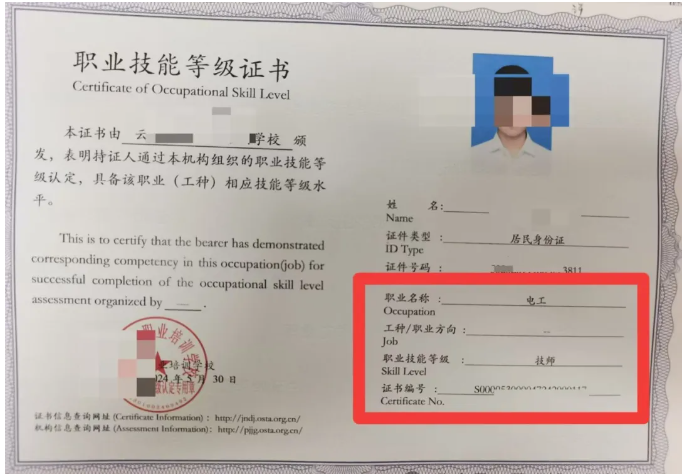 职业技能等级证书
Certificate of Occupational Skill Level
本证书由 云 学校 颁
发，表明持证人通过本机构组织的职业技能等
级认定，具备该职业（工种）相应技能等级水
平。
This is to certify that the bearer has demonstrated
corresponding competency in this occupation(job) for
successful completion of the occupational skill level
assessment organized by — .
培训学校
月 30 日
证书信息查询网址 (Certificate Information)：http://jndj.osta.org.cn/
机构信息查询网址 (Assessment Information)：http://pjjg.osta.org.cn/
姓 名：
Name
证件类型 ： 居民身份证
ID Type
证件号码 ： 3811
职业名称 ： 电工
Occupation
工种/职业方向： —
Job
职业技能等级 ： 技师
Skill Level
证书编号 ：
Certificate No.